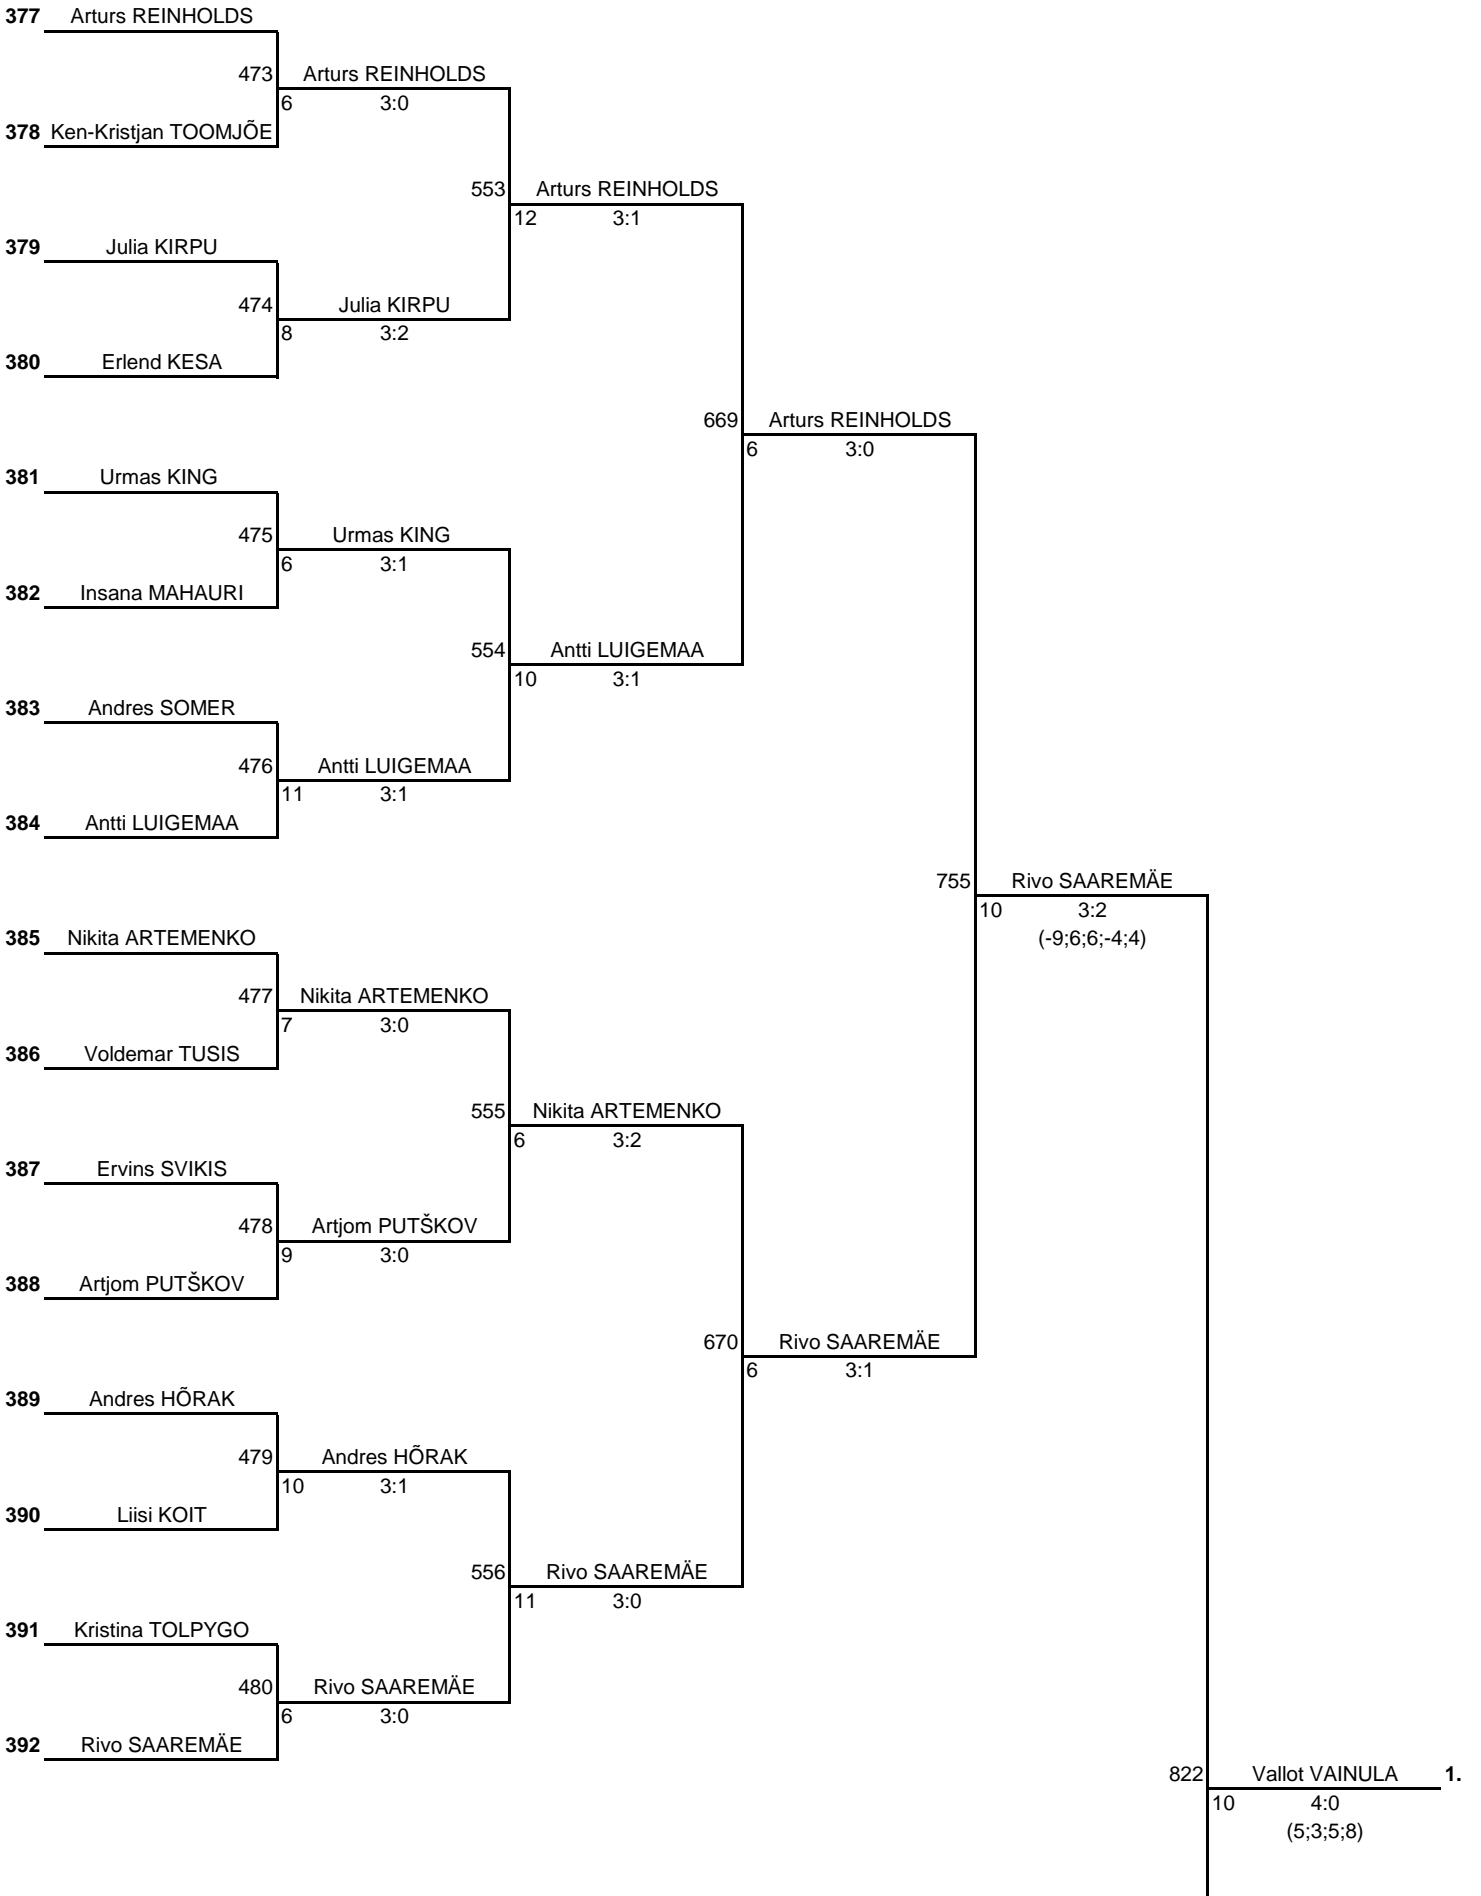 377 Arturs REINHOLDS
473 Arturs REINHOLDS
6 3:0
378 Ken-Kristjan TOOMJÕE
553 Arturs REINHOLDS
12 3:1
379 Julia KIRPU
474 Julia KIRPU
8 3:2
380 Erlend KESA
669 Arturs REINHOLDS
6 3:0
381 Urmas KING
475 Urmas KING
6 3:1
382 Insana MAHAURI
554 Antti LUIGEMAA
10 3:1
383 Andres SOMER
476 Antti LUIGEMAA
11 3:1
384 Antti LUIGEMAA
755 Rivo SAAREMÄE
10 3:2
(-9;6;6;-4;4)
385 Nikita ARTEMENKO
477 Nikita ARTEMENKO
7 3:0
386 Voldemar TUSIS
555 Nikita ARTEMENKO
6 3:2
387 Ervins SVIKIS
478 Artjom PUTŠKOV
9 3:0
388 Artjom PUTŠKOV
670 Rivo SAAREMÄE
6 3:1
389 Andres HÕRAK
479 Andres HÕRAK
10 3:1
390 Liisi KOIT
556 Rivo SAAREMÄE
11 3:0
391 Kristina TOLPYGO
480 Rivo SAAREMÄE
6 3:0
392 Rivo SAAREMÄE
822 Vallot VAINULA 1.
10 4:0
(5;3;5;8)